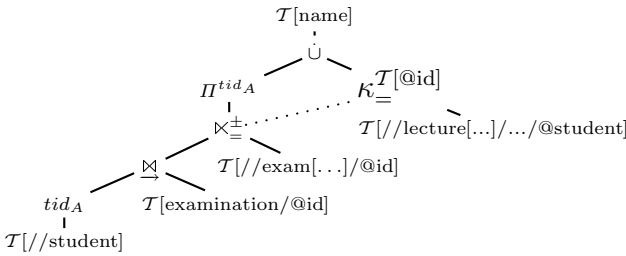 𝒯[name]
∪
Π^{tid_A} κ_=^{𝒯[@id]}
⋉_=^± 𝒯[//lecture[...]/.../@student]
𝒯[//exam[...]/@id]
⋈_→
tid_A 𝒯[examination/@id]
𝒯[//student]